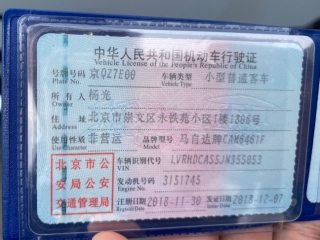 中华人民共和国机动车行驶证
Vehicle License of the People's Republic of China
号牌号码 京QZ7E00 车辆类型 小型普通客车
Plate No. Vehicle Type
所有人 杨光
Owner
住址 北京市崇文区永铁苑小区1楼1306号
Address
使用性质 非营运 品牌型号 马自达牌CAM6481F
Use Character Model
北京市公 车辆识别代号 LVRHDCAS5JN355053
VIN
安局公安 发动机号码 3151745
Engine No.
交通管理局 注册日期 2018-11-30 发证日期 2018-12-07
Register Date Issue Date